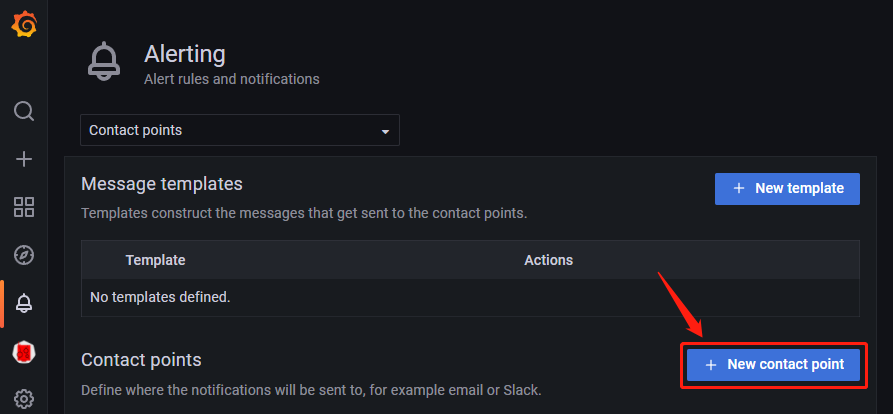 Alerting
Alert rules and notifications
Contact points
Message templates
New template
Templates construct the messages that get sent to the contact points.
Template Actions
No templates defined.
Contact points
New contact point
Define where the notifications will be sent to, for example email or Slack.